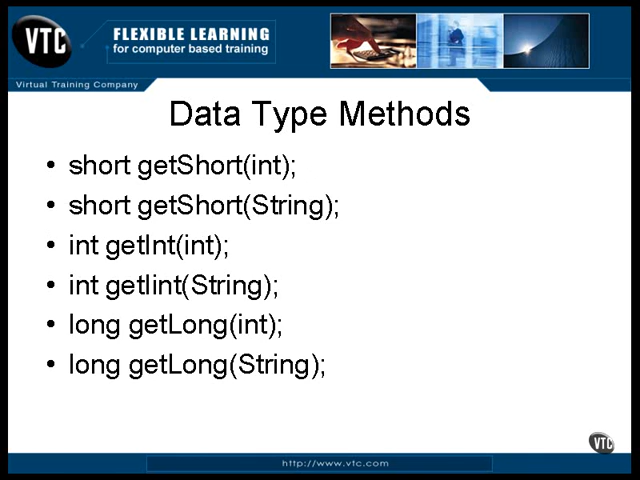 VTC
FLEXIBLE LEARNING
for computer based training
Virtual Training Company
Data Type Methods
• short getShort(int);
• short getShort(String);
• int getInt(int);
• int getIint(String);
• long getLong(int);
• long getLong(String);
VTC
http://www.vtc.com